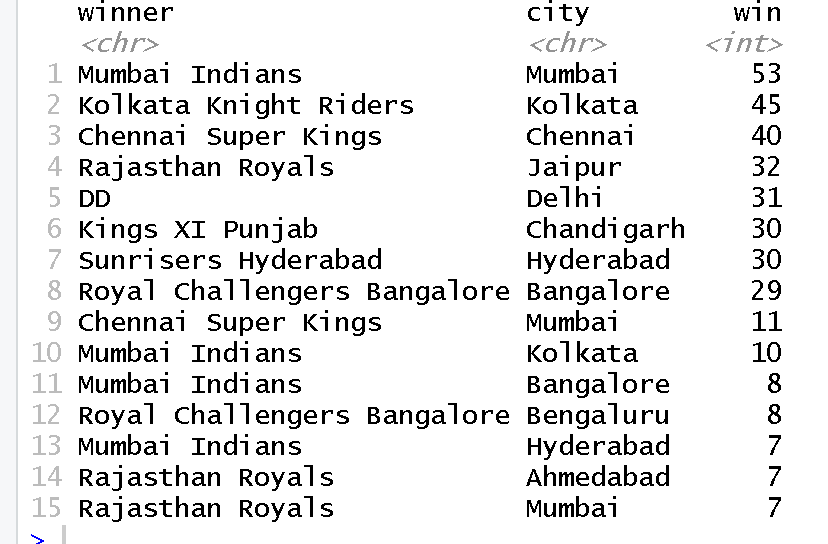 winner city win
<chr> <chr> <int>
1 Mumbai Indians Mumbai 53
2 Kolkata Knight Riders Kolkata 45
3 Chennai Super Kings Chennai 40
4 Rajasthan Royals Jaipur 32
5 DD Delhi 31
6 Kings XI Punjab Chandigarh 30
7 Sunrisers Hyderabad Hyderabad 30
8 Royal Challengers Bangalore Bangalore 29
9 Chennai Super Kings Mumbai 11
10 Mumbai Indians Kolkata 10
11 Mumbai Indians Bangalore 8
12 Royal Challengers Bangalore Bengaluru 8
13 Mumbai Indians Hyderabad 7
14 Rajasthan Royals Ahmedabad 7
15 Rajasthan Royals Mumbai 7
>